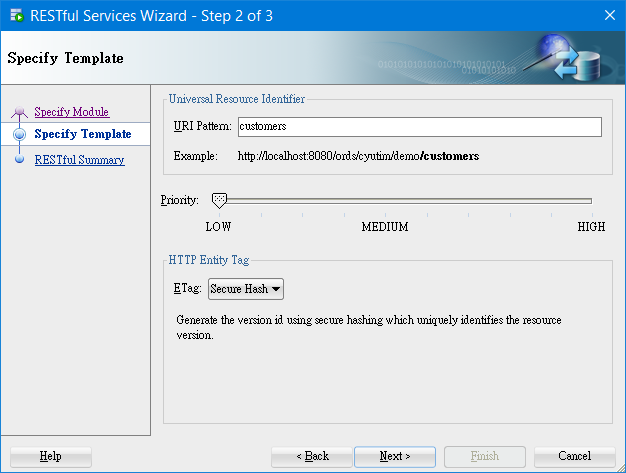 RESTful Services Wizard - Step 2 of 3
Specify Template
01010101010101010101010101
0101010101010
Specify Module
Specify Template
RESTful Summary
Universal Resource Identifier
URI Pattern: customers
Example: http://localhost:8080/ords/cyutim/demo/customers
Priority:
LOW MEDIUM HIGH
HTTP Entity Tag
ETag: Secure Hash
Generate the version id using secure hashing which uniquely identifies the resource
version.
Help < Back Next > Finish Cancel